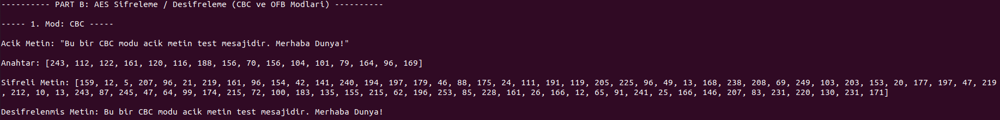 ---------- PART B: AES Sifreleme / Desifreleme (CBC ve OFB Modlari) ----------
----- 1. Mod: CBC -----
Acik Metin: "Bu bir CBC modu acik metin test mesajidir. Merhaba Dunya!"
Anahtar: [243, 112, 122, 161, 120, 116, 188, 156, 70, 156, 104, 101, 79, 164, 96, 169]
Sifreli Metin: [159, 12, 5, 207, 96, 21, 219, 161, 96, 154, 42, 141, 240, 194, 197, 179, 46, 88, 175, 24, 111, 191, 119, 205, 225, 96, 49, 13, 168, 238, 208, 69, 249, 103, 203, 153, 20, 177, 197, 47, 219
, 212, 10, 13, 243, 87, 245, 47, 64, 99, 174, 215, 72, 100, 183, 135, 155, 215, 62, 196, 253, 85, 228, 161, 26, 166, 12, 65, 91, 241, 25, 166, 146, 207, 83, 231, 220, 130, 231, 171]
Desifrelenmis Metin: Bu bir CBC modu acik metin test mesajidir. Merhaba Dunya!